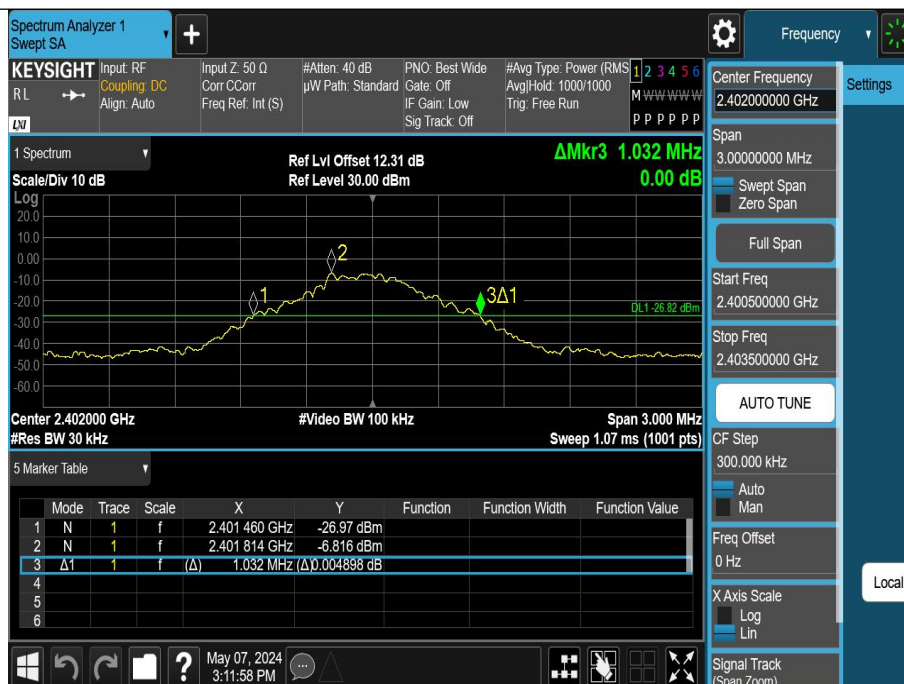 Spectrum Analyzer 1
Swept SA
+
Frequency
KEYSIGHT
RL
LXI
Input: RF
Coupling: DC
Align: Auto
Input Z: 50 Ω
Corr CCorr
Freq Ref: Int (S)
#Atten: 40 dB
µW Path: Standard
PNO: Best Wide
Gate: Off
IF Gain: Low
Sig Track: Off
#Avg Type: Power (RMS
Avg|Hold: 1000/1000
Trig: Free Run
1 2 3 4 5 6
M W W W W W
P P P P P P
1 Spectrum
Scale/Div 10 dB
Ref Lvl Offset 12.31 dB
Ref Level 30.00 dBm
ΔMkr3 1.032 MHz
0.00 dB
Log
20.0
10.0
0.00
-10.0
-20.0
-30.0
-40.0
-50.0
-60.0
2
1
3Δ1
DL1 -26.82 dBm
Center 2.402000 GHz
#Video BW 100 kHz
Span 3.000 MHz
#Res BW 30 kHz
Sweep 1.07 ms (1001 pts)
5 Marker Table
Mode Trace Scale X Y Function Function Width Function Value
1 N 1 f 2.401 460 GHz -26.97 dBm
2 N 1 f 2.401 814 GHz -6.816 dBm
3 Δ1 1 f (Δ) 1.032 MHz (Δ)0.004898 dB
4
5
6
?
May 07, 2024
3:11:58 PM
Center Frequency
2.402000000 GHz
Span
3.00000000 MHz
Swept Span
Zero Span
Full Span
Start Freq
2.400500000 GHz
Stop Freq
2.403500000 GHz
AUTO TUNE
CF Step
300.000 kHz
Auto
Man
Freq Offset
0 Hz
X Axis Scale
Log
Lin
Signal Track
(Span Zoom)
Settings
Local